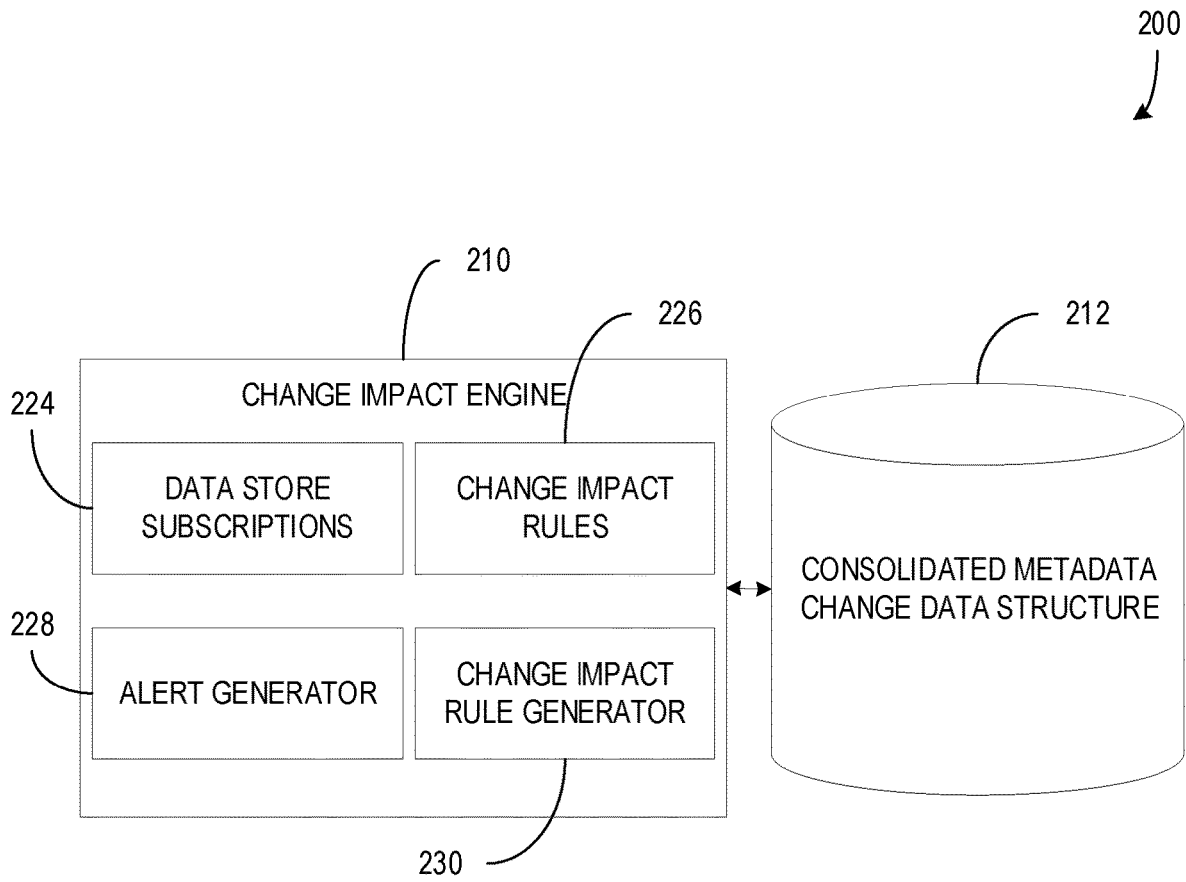 200
210
226
212
CHANGE IMPACT ENGINE
224
DATA STORE
SUBSCRIPTIONS
CHANGE IMPACT
RULES
CONSOLIDATED METADATA
CHANGE DATA STRUCTURE
228
ALERT GENERATOR
CHANGE IMPACT
RULE GENERATOR
230